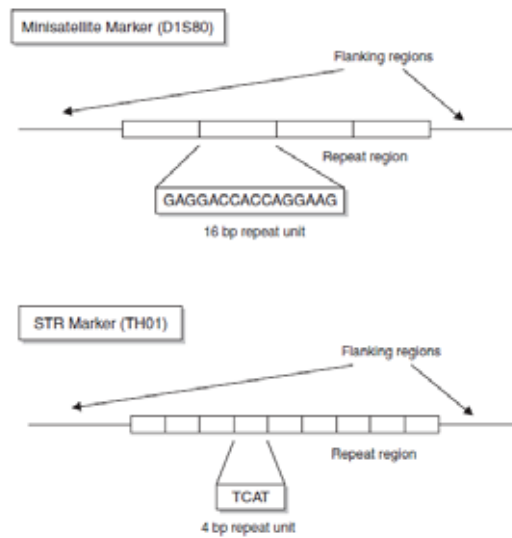 Minisatellite Marker (D1S80)
Flanking regions
Repeat region
GAGGACCACCAGGAAG
16 bp repeat unit
STR Marker (TH01)
Flanking regions
Repeat region
TCAT
4 bp repeat unit